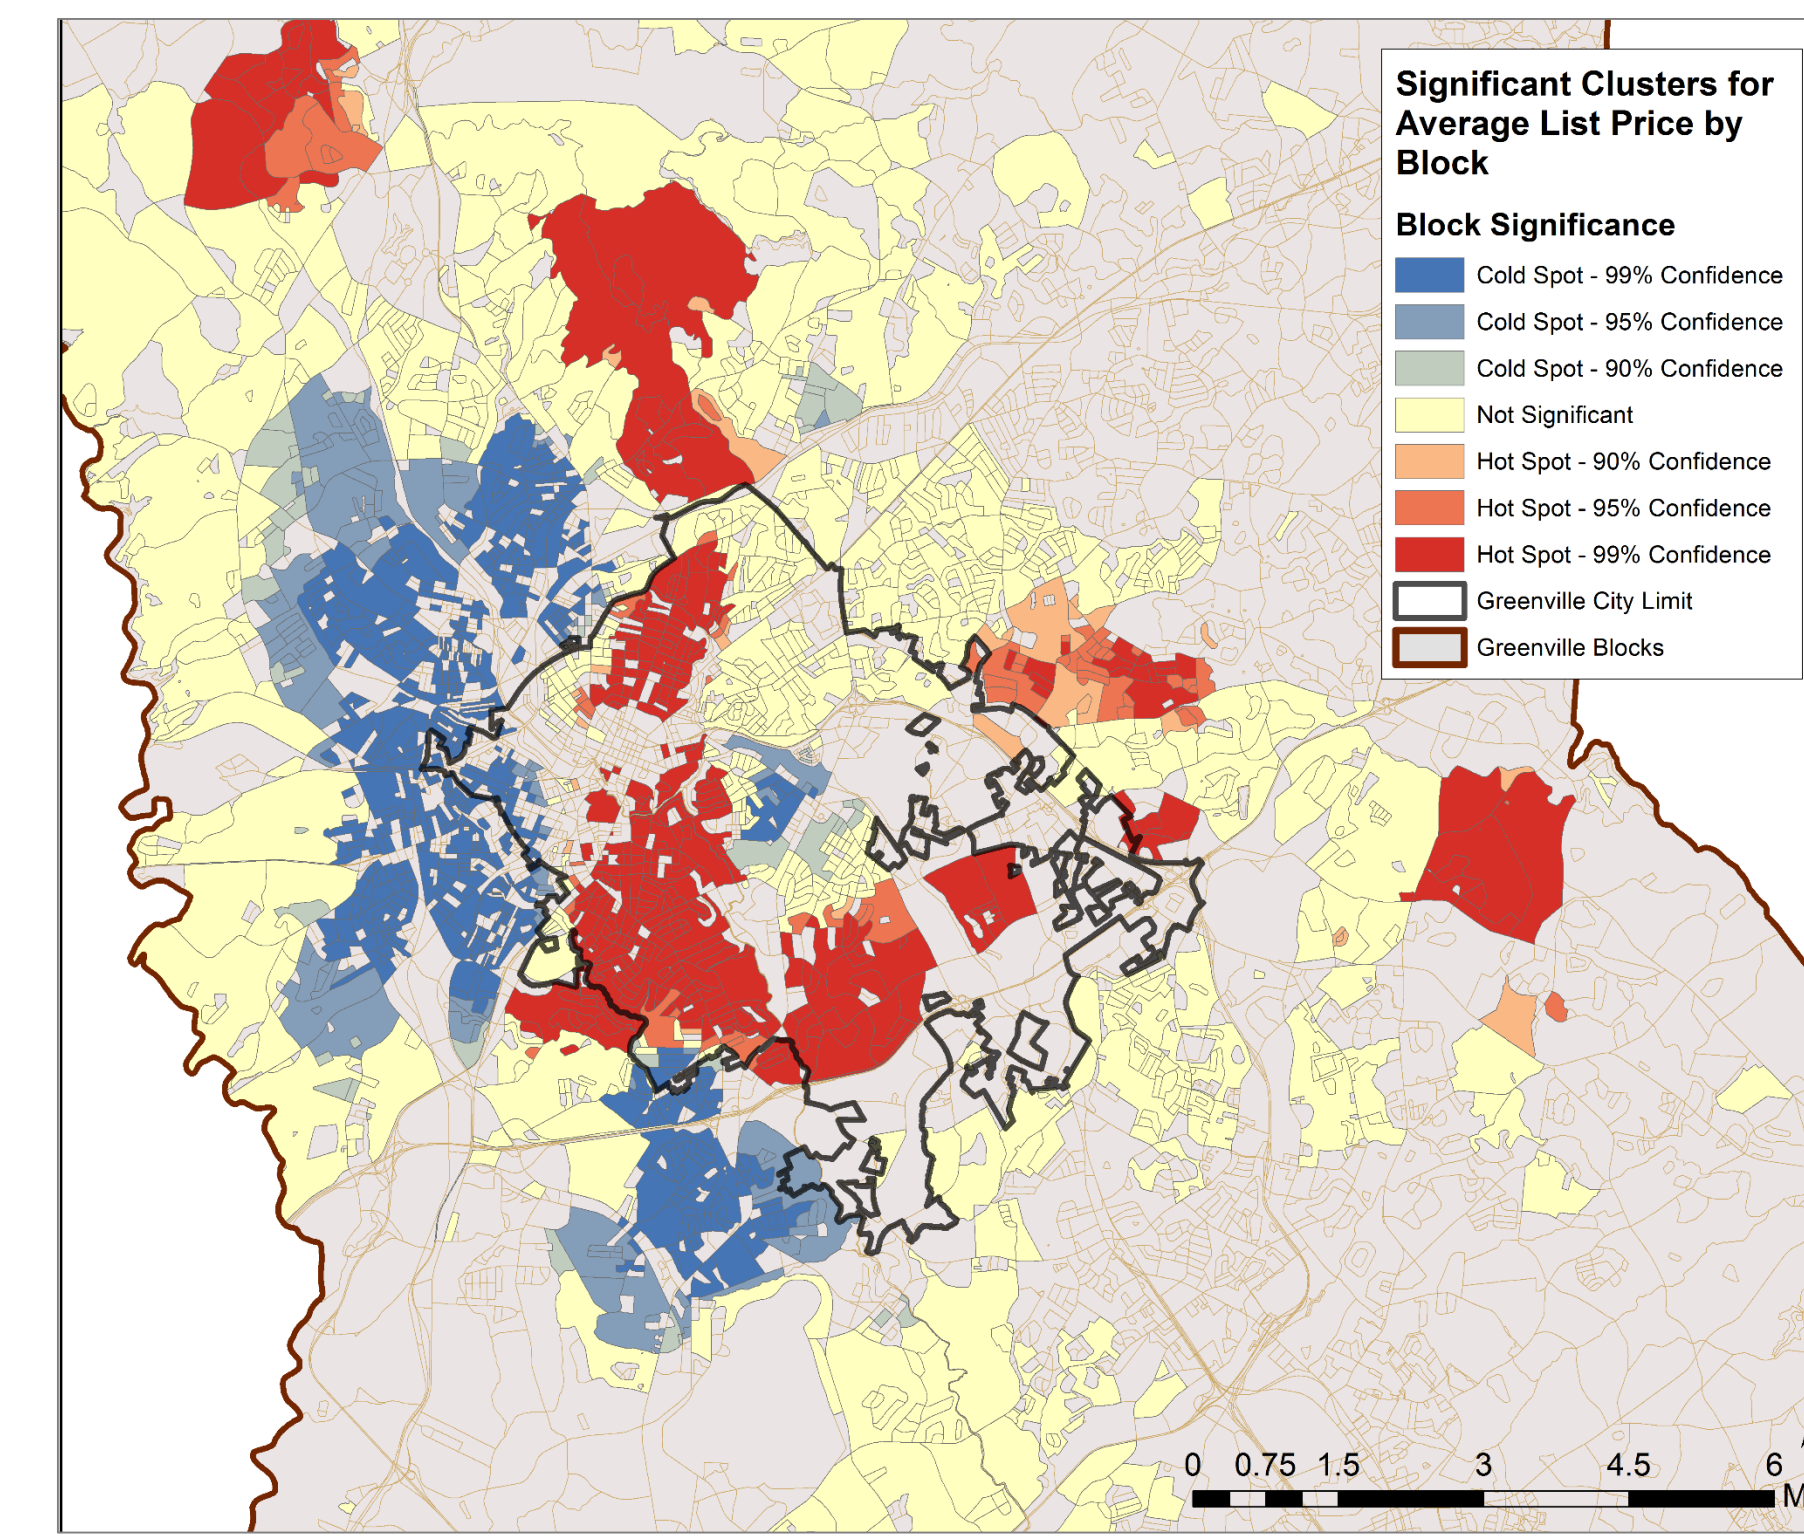 Significant Clusters for
Average List Price by
Block
Block Significance
Cold Spot - 99% Confidence
Cold Spot - 95% Confidence
Cold Spot - 90% Confidence
Not Significant
Hot Spot - 90% Confidence
Hot Spot - 95% Confidence
Hot Spot - 99% Confidence
Greenville City Limit
Greenville Blocks
0 0.75 1.5 3 4.5 6
M